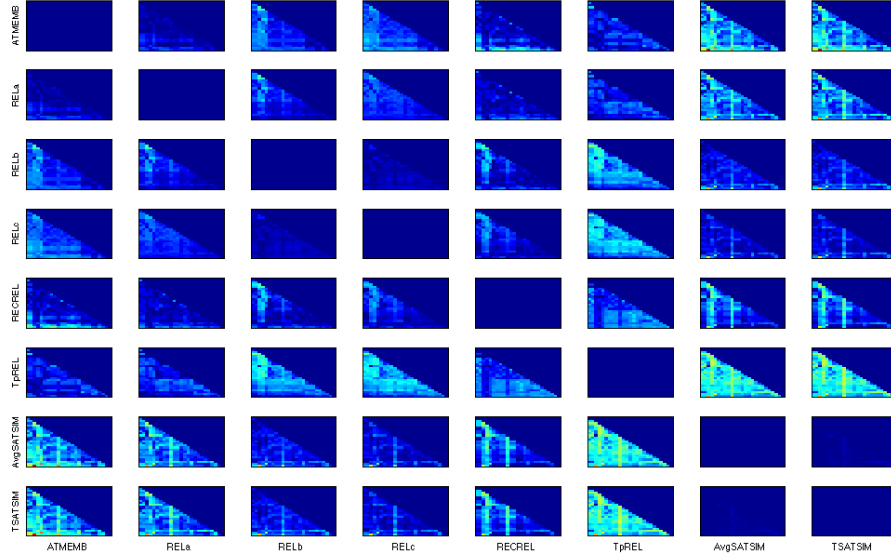 ATMEMB
RELa
RELb
RELc
RECREL
TpREL
AvgSATSIM
TSATSIM
ATMEMB RELa RELb RELc RECREL TpREL AvgSATSIM TSATSIM